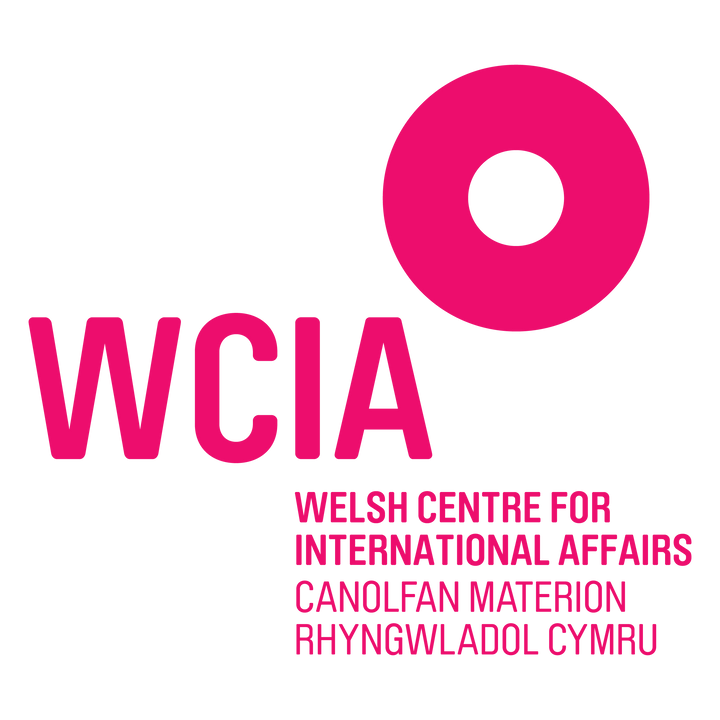 WCIA
WELSH CENTRE FOR
INTERNATIONAL AFFAIRS
CANOLFAN MATERION
RHYNGWLADOL CYMRU